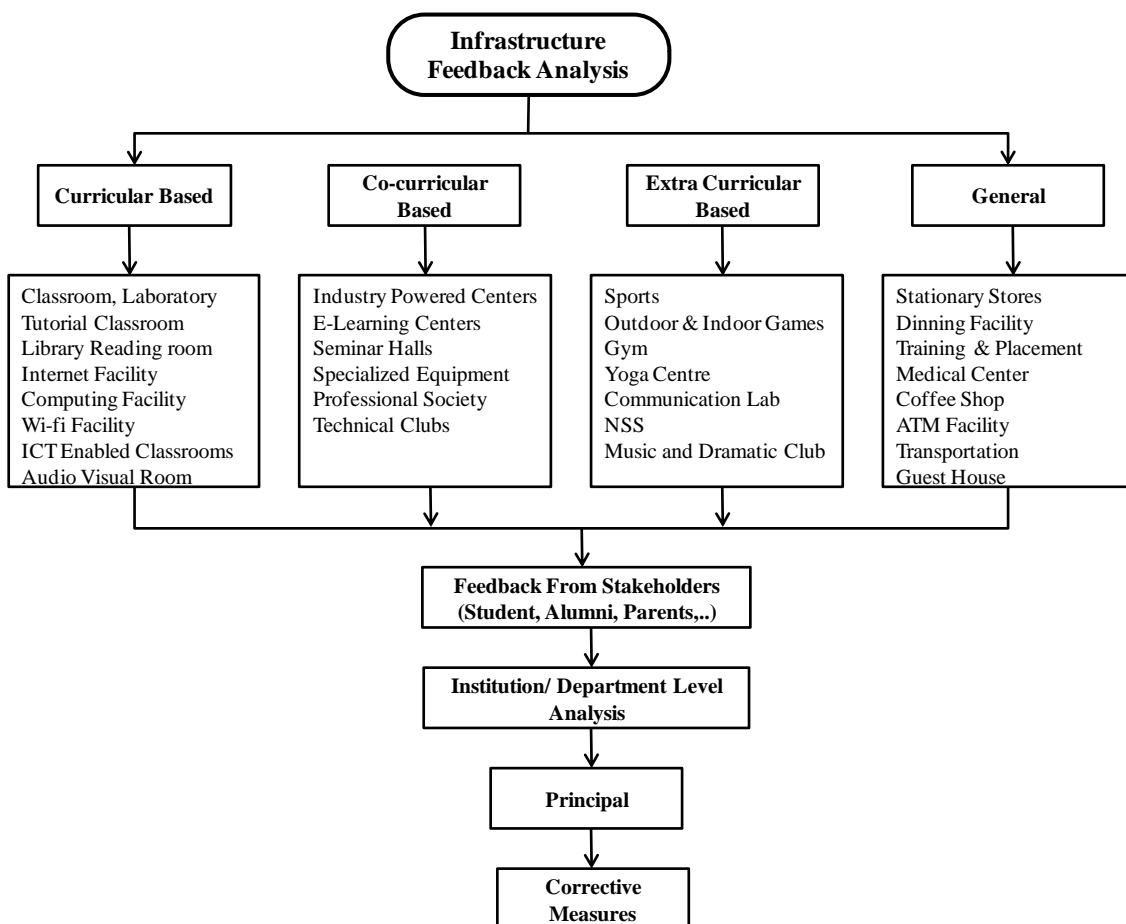 Infrastructure
Feedback Analysis
Curricular Based
Co-curricular
Based
Extra Curricular
Based
General
Classroom, Laboratory
Tutorial Classroom
Library Reading room
Internet Facility
Computing Facility
Wi-fi Facility
ICT Enabled Classrooms
Audio Visual Room
Industry Powered Centers
E-Learning Centers
Seminar Halls
Specialized Equipment
Professional Society
Technical Clubs
Sports
Outdoor & Indoor Games
Gym
Yoga Centre
Communication Lab
NSS
Music and Dramatic Club
Stationary Stores
Dinning Facility
Training & Placement
Medical Center
Coffee Shop
ATM Facility
Transportation
Guest House
Feedback From Stakeholders
(Student, Alumni, Parents,..)
Institution/ Department Level
Analysis
Principal
Corrective
Measures